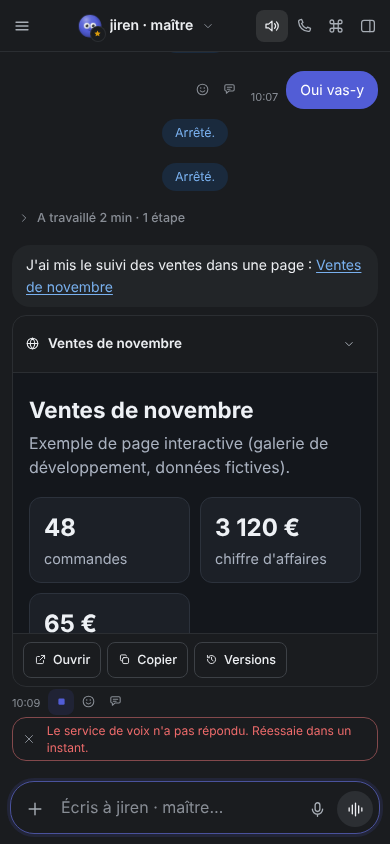 jiren · maître
Oui vas-y
10:07
Arrêté.
Arrêté.
A travaillé 2 min · 1 étape
J'ai mis le suivi des ventes dans une page : Ventes
de novembre
Ventes de novembre
Ventes de novembre
Exemple de page interactive (galerie de
développement, données fictives).
48
commandes
3 120 €
chiffre d'affaires
65 €
Ouvrir
Copier
Versions
10:09
Le service de voix n'a pas répondu. Réessaie dans un
instant.
Écris à jiren · maître...